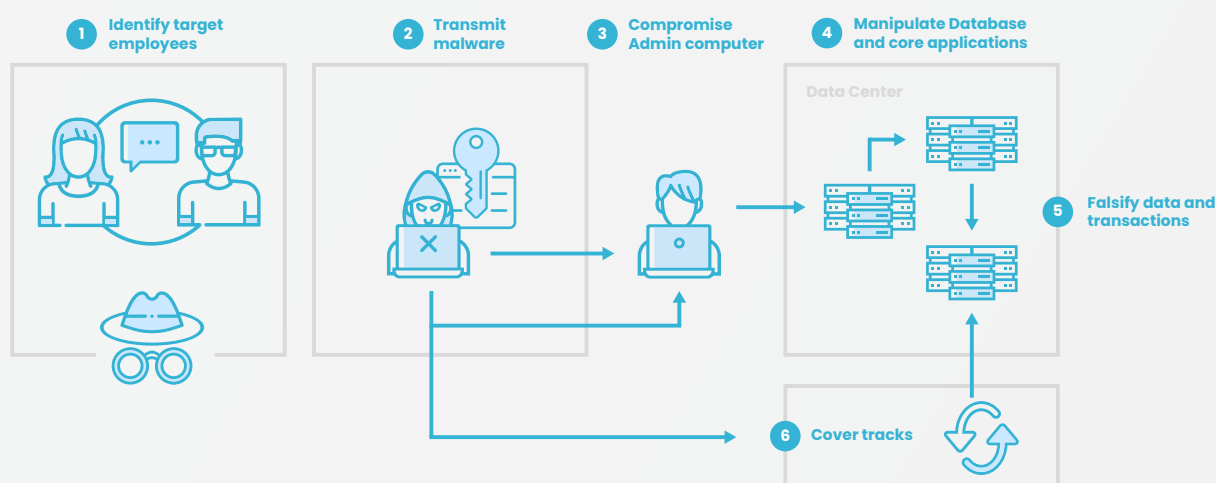 1 Identify target
employees
2 Transmit
malware
3 Compromise
Admin computer
4 Manipulate Database
and core applications
Data Center
5 Falsify data and
transactions
6 Cover tracks